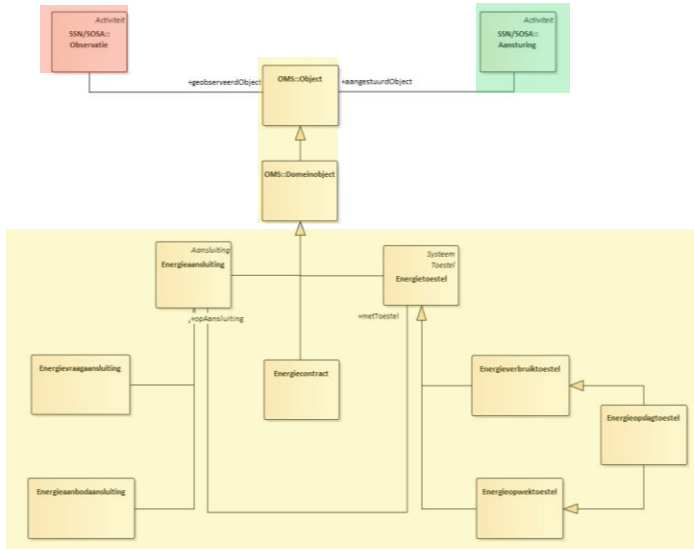 Activiteit
SSN/SOSA::
Observatie
Activiteit
SSN/SOSA::
Aansturing
+geobserveerdObject
OMS::Object
+aangestuurdObject
OMS::Domeinobject
Aansluiting
Energieaansluiting
Systeem
Toestel
Energietoestel
+opAansluiting
+metToestel
Energievraagaansluiting
Energiecontract
Energieverbruiktoestel
Energieopslagtoestel
Energieaanbodaansluiting
Energieopwektoestel